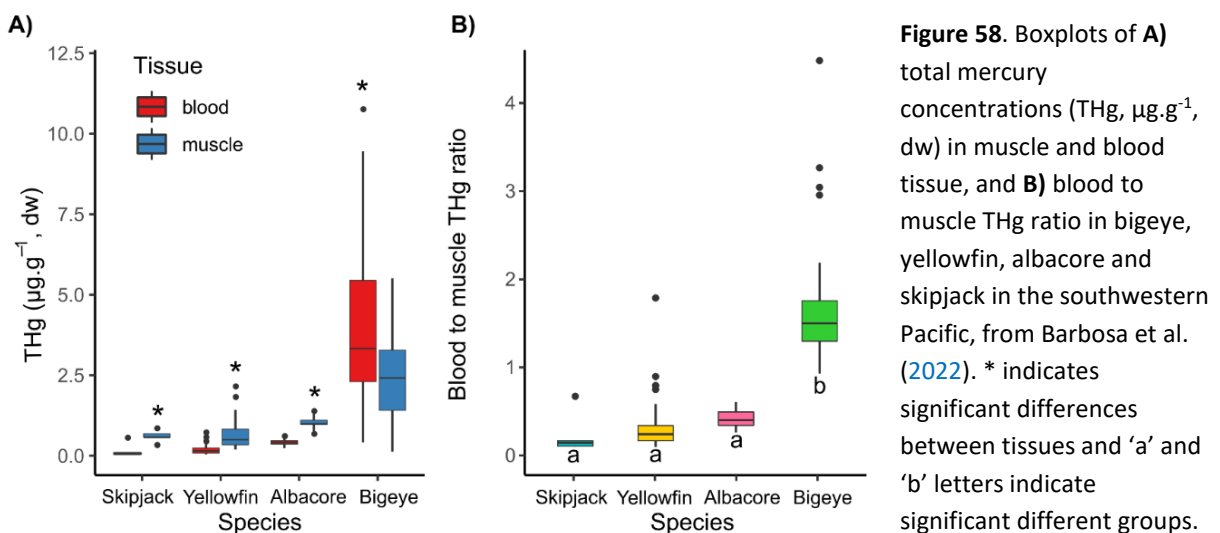 A)
12.5
10.0
7.5
5.0
2.5
0.0
THg (µg.g⁻¹, dw)
Tissue
blood
muscle
*
*
*
*
Skipjack Yellowfin Albacore Bigeye
Species
B)
4
3
2
1
0
Blood to muscle THg ratio
a
a
a
b
Skipjack Yellowfin Albacore Bigeye
Species
Figure 58. Boxplots of A)
total mercury
concentrations (THg, µg.g⁻¹,
dw) in muscle and blood
tissue, and B) blood to
muscle THg ratio in bigeye,
yellowfin, albacore and
skipjack in the southwestern
Pacific, from Barbosa et al.
(2022). * indicates
significant differences
between tissues and ‘a’ and
‘b’ letters indicate
significant different groups.